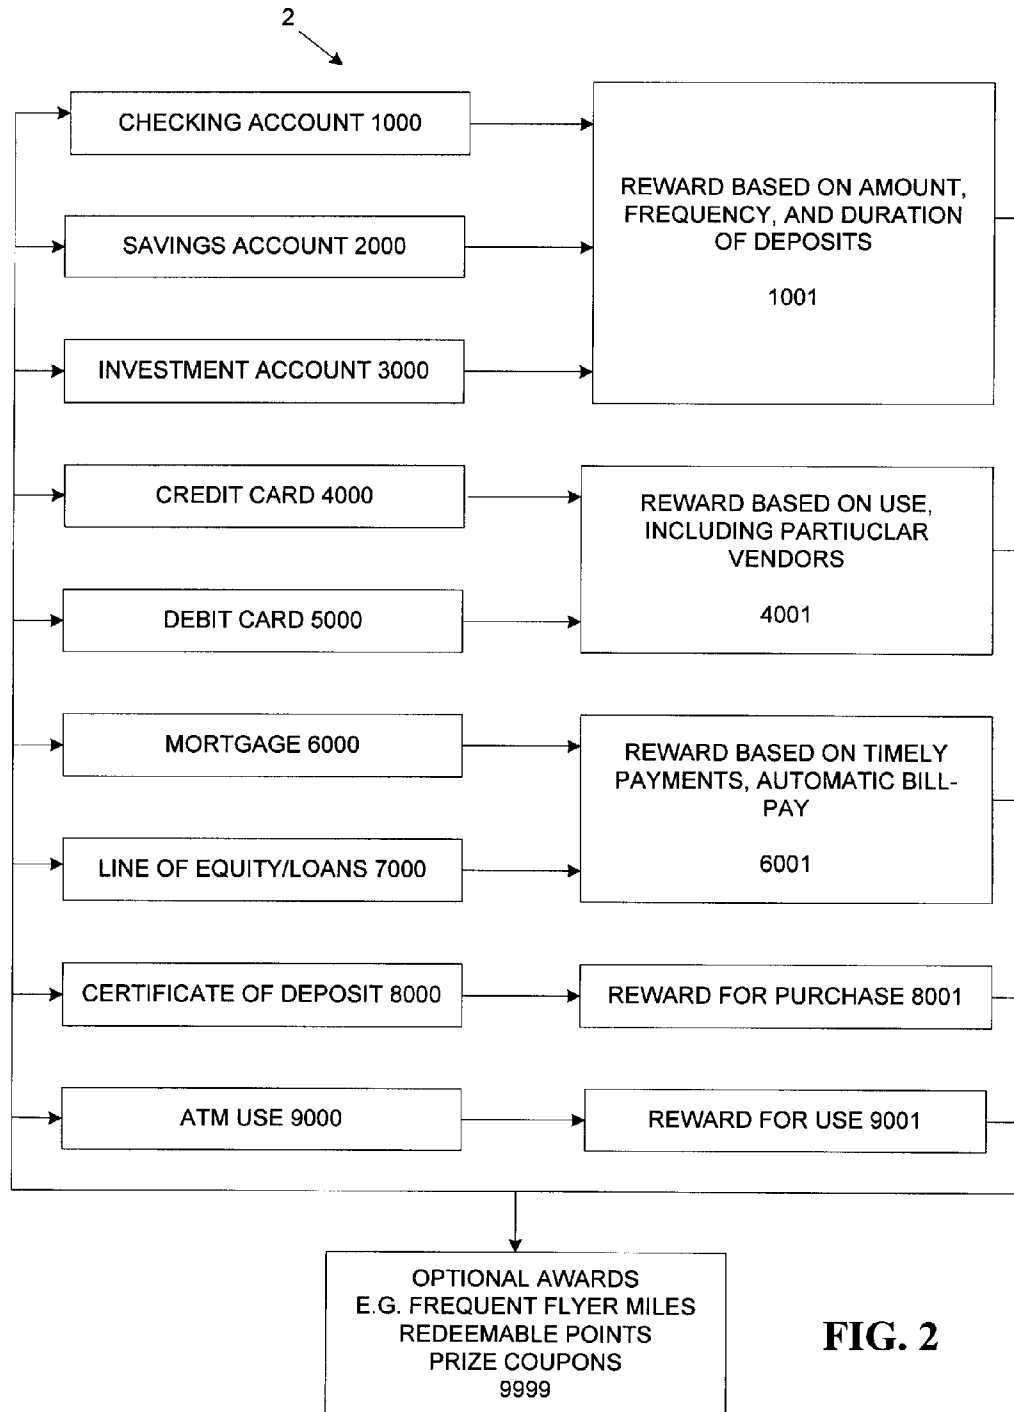 2
CHECKING ACCOUNT 1000
REWARD BASED ON AMOUNT,
FREQUENCY, AND DURATION
OF DEPOSITS
1001
SAVINGS ACCOUNT 2000
INVESTMENT ACCOUNT 3000
CREDIT CARD 4000
REWARD BASED ON USE,
INCLUDING PARTIUCLAR
VENDORS
4001
DEBIT CARD 5000
MORTGAGE 6000
REWARD BASED ON TIMELY
PAYMENTS, AUTOMATIC BILL-
PAY
6001
LINE OF EQUITY/LOANS 7000
CERTIFICATE OF DEPOSIT 8000
REWARD FOR PURCHASE 8001
ATM USE 9000
REWARD FOR USE 9001
OPTIONAL AWARDS
E.G. FREQUENT FLYER MILES
REDEEMABLE POINTS
PRIZE COUPONS
9999
FIG. 2